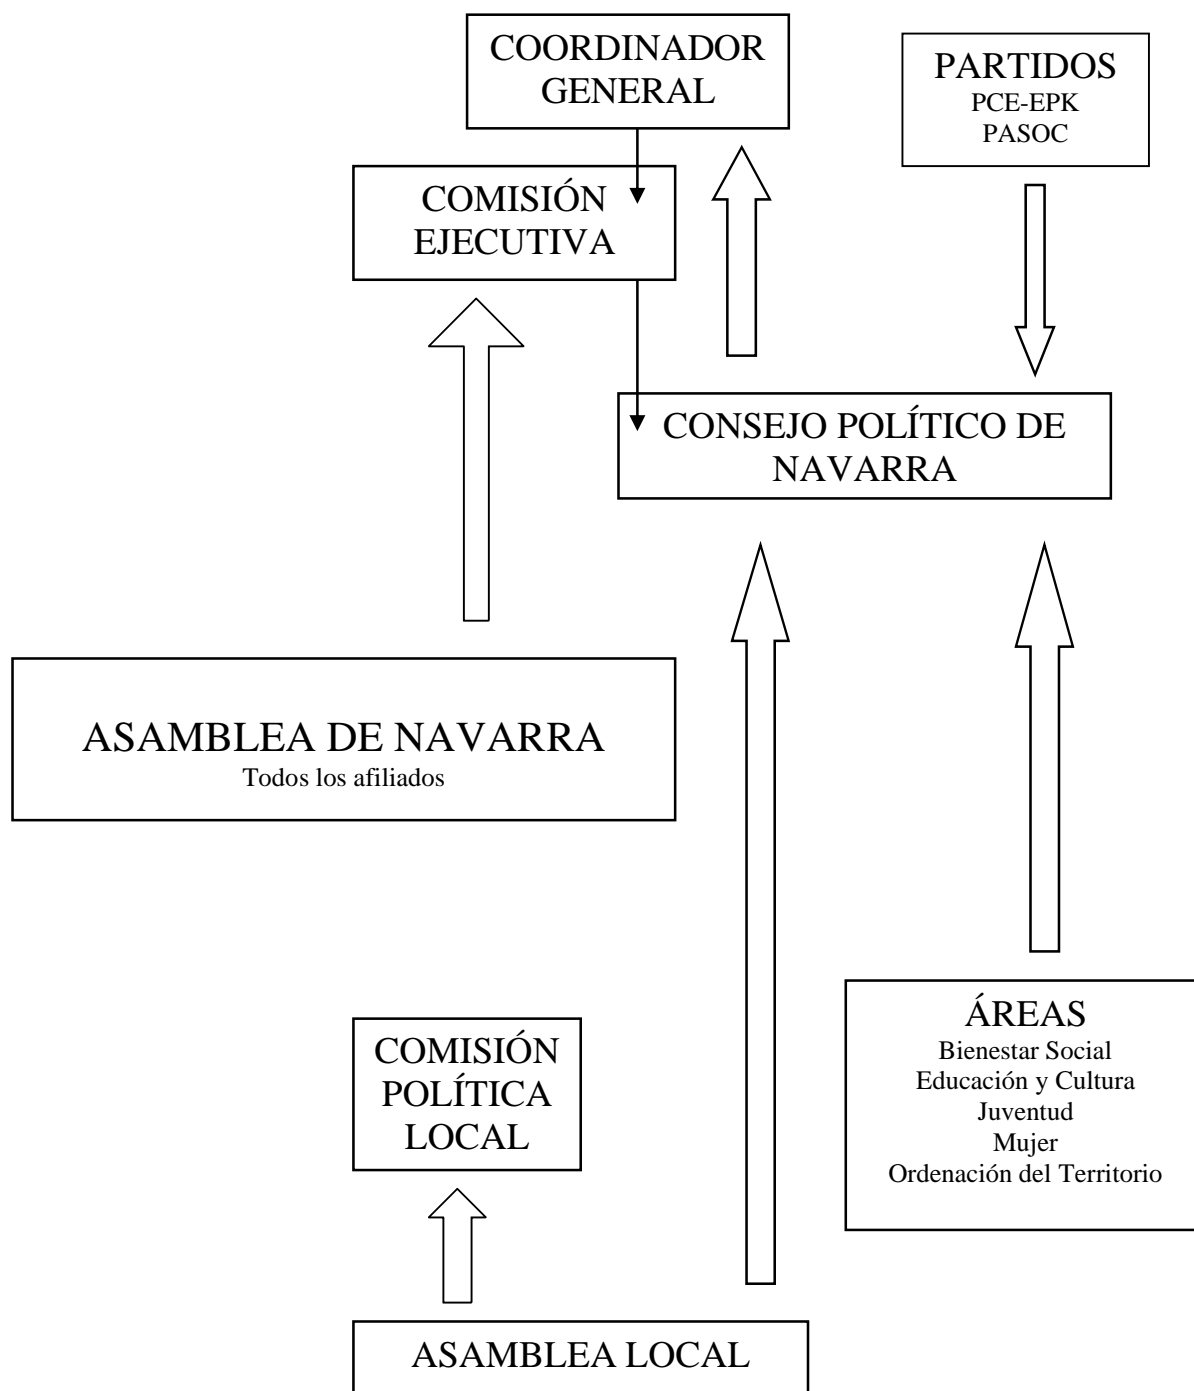 COORDINADOR
GENERAL
PARTIDOS
PCE-EPK
PASOC
COMISIÓN
EJECUTIVA
CONSEJO POLÍTICO DE
NAVARRA
ASAMBLEA DE NAVARRA
Todos los afiliados
COMISIÓN
POLÍTICA
LOCAL
ÁREAS
Bienestar Social
Educación y Cultura
Juventud
Mujer
Ordenación del Territorio
ASAMBLEA LOCAL